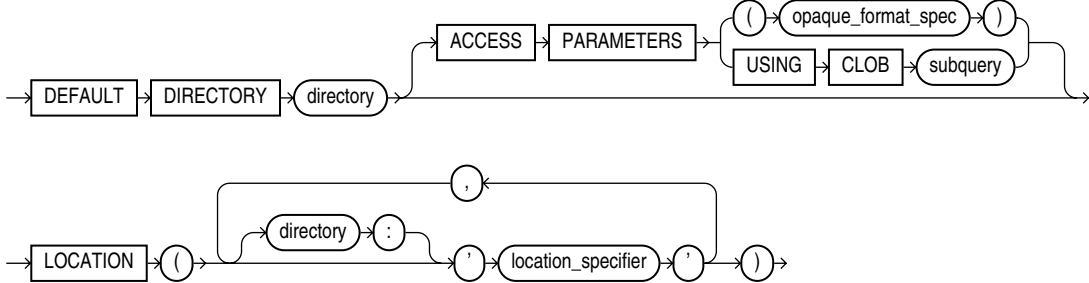 ( opaque_format_spec )
ACCESS PARAMETERS
USING CLOB subquery
DEFAULT DIRECTORY directory
,
directory :
LOCATION ( ' location_specifier ' )